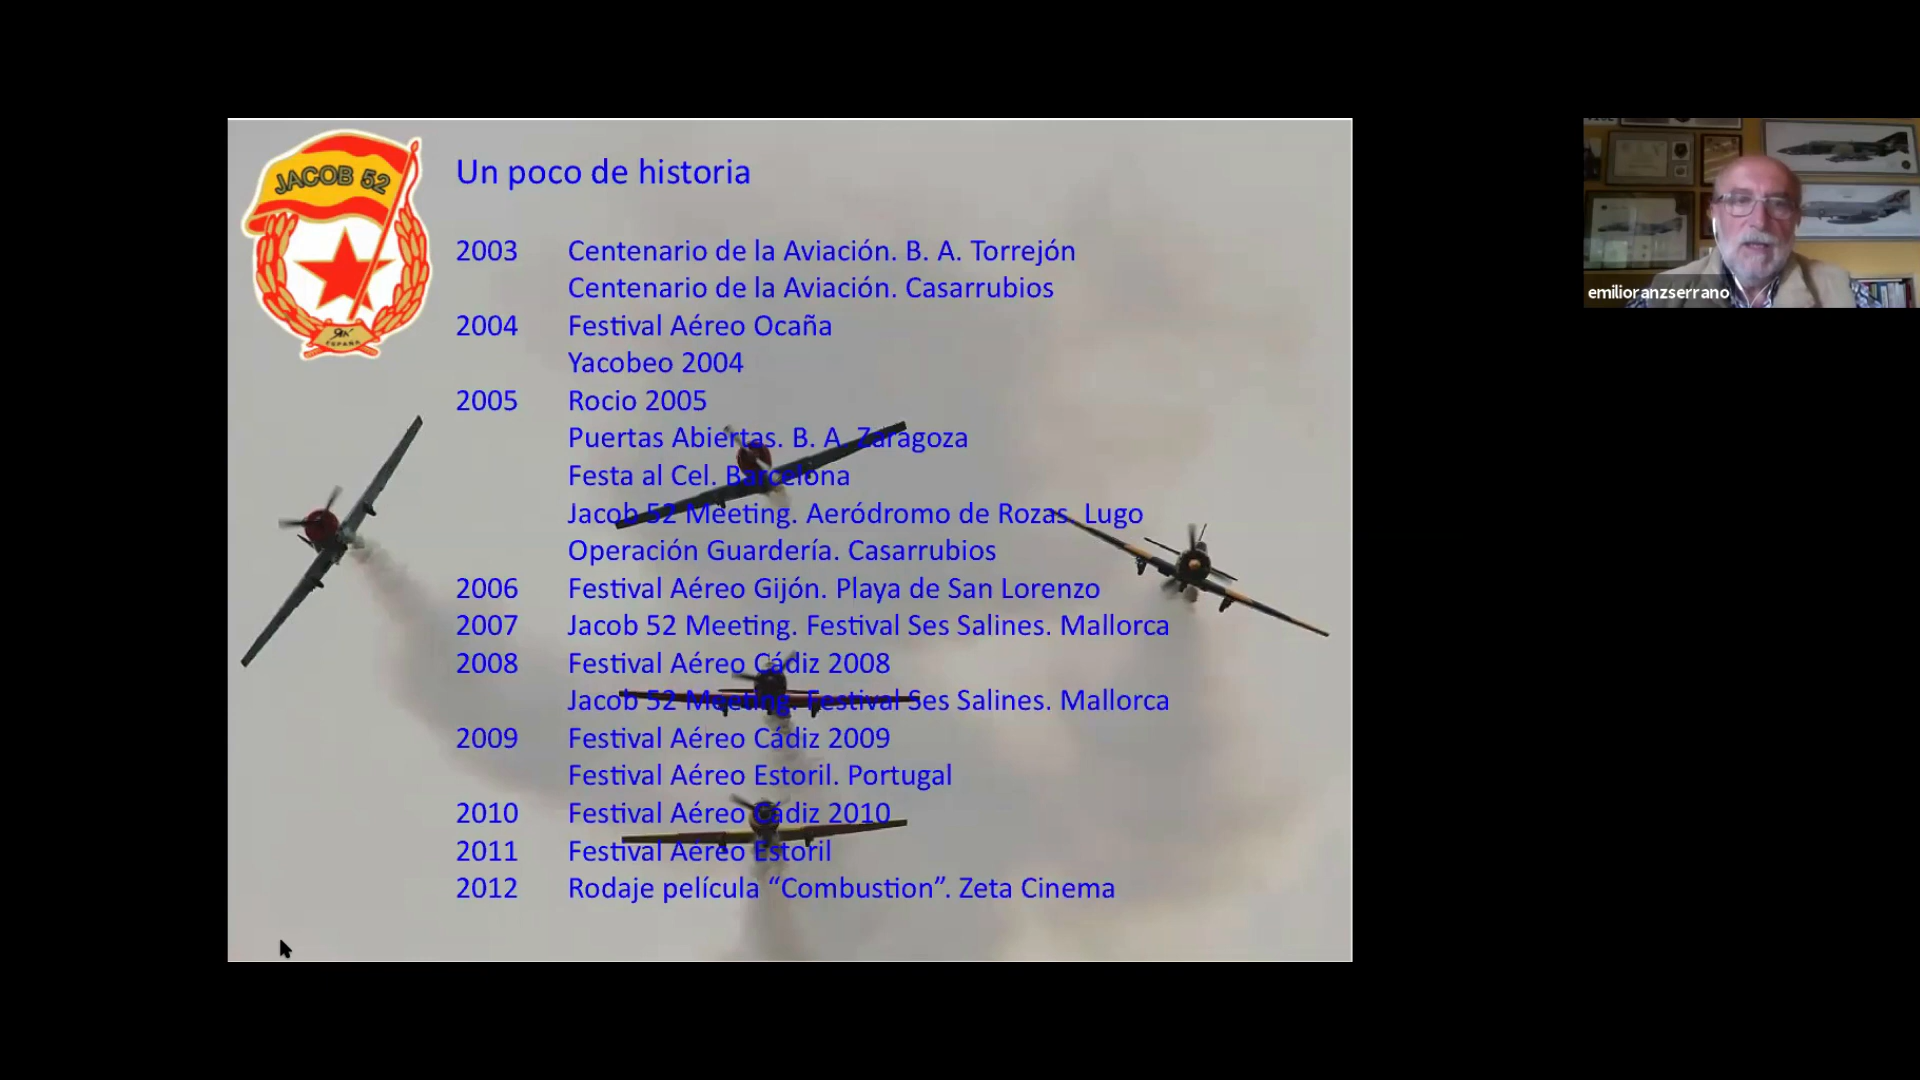 JACOB 52
ESPAÑA
Un poco de historia
2003 Centenario de la Aviación. B. A. Torrejón
Centenario de la Aviación. Casarrubios
2004 Festival Aéreo Ocaña
Yacobeo 2004
2005 Rocio 2005
Puertas Abiertas. B. A. Zaragoza
Festa al Cel. Barcelona
Jacob 52 Meeting. Aeródromo de Rozas. Lugo
Operación Guardería. Casarrubios
2006 Festival Aéreo Gijón. Playa de San Lorenzo
2007 Jacob 52 Meeting. Festival Ses Salines. Mallorca
2008 Festival Aéreo Cádiz 2008
Jacob 52 Meeting. Festival Ses Salines. Mallorca
2009 Festival Aéreo Cádiz 2009
Festival Aéreo Estoril. Portugal
2010 Festival Aéreo Cádiz 2010
2011 Festival Aéreo Estoril
2012 Rodaje película “Combustion”. Zeta Cinema
emilioranzserrano